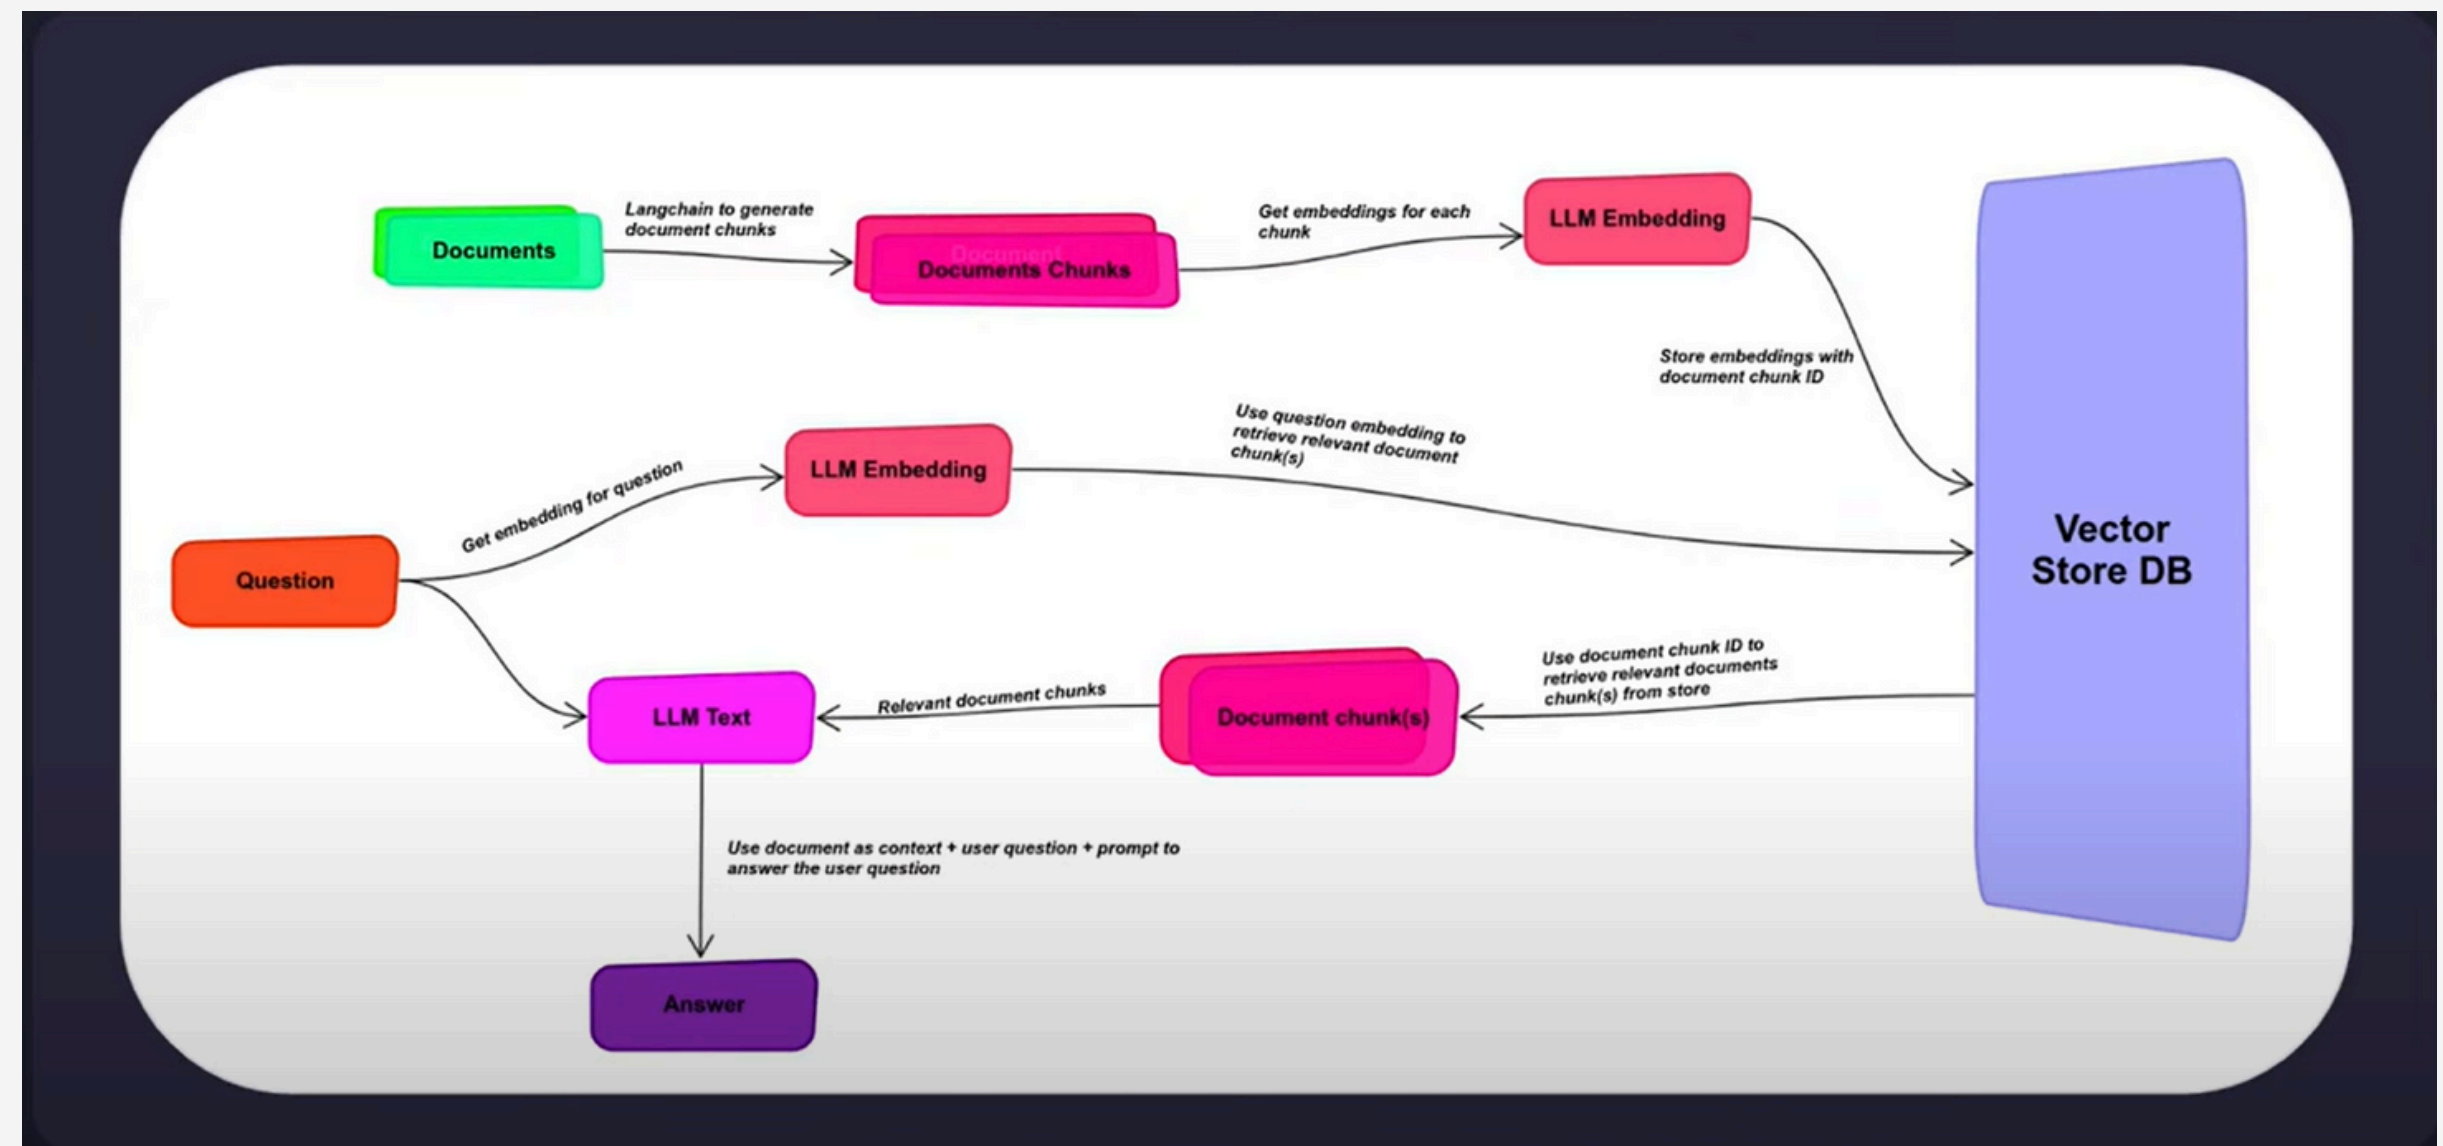 Langchain to generate
document chunks
Get embeddings for each
chunk
LLM Embedding
Documents
Document
Documents Chunks
Store embeddings with
document chunk ID
Use question embedding to
retrieve relevant document
chunk(s)
Get embedding for question
LLM Embedding
Vector
Store DB
Question
Use document chunk ID to
retrieve relevant documents
chunk(s) from store
Relevant document chunks
LLM Text
Document chunk(s)
Use document as context + user question + prompt to
answer the user question
Answer